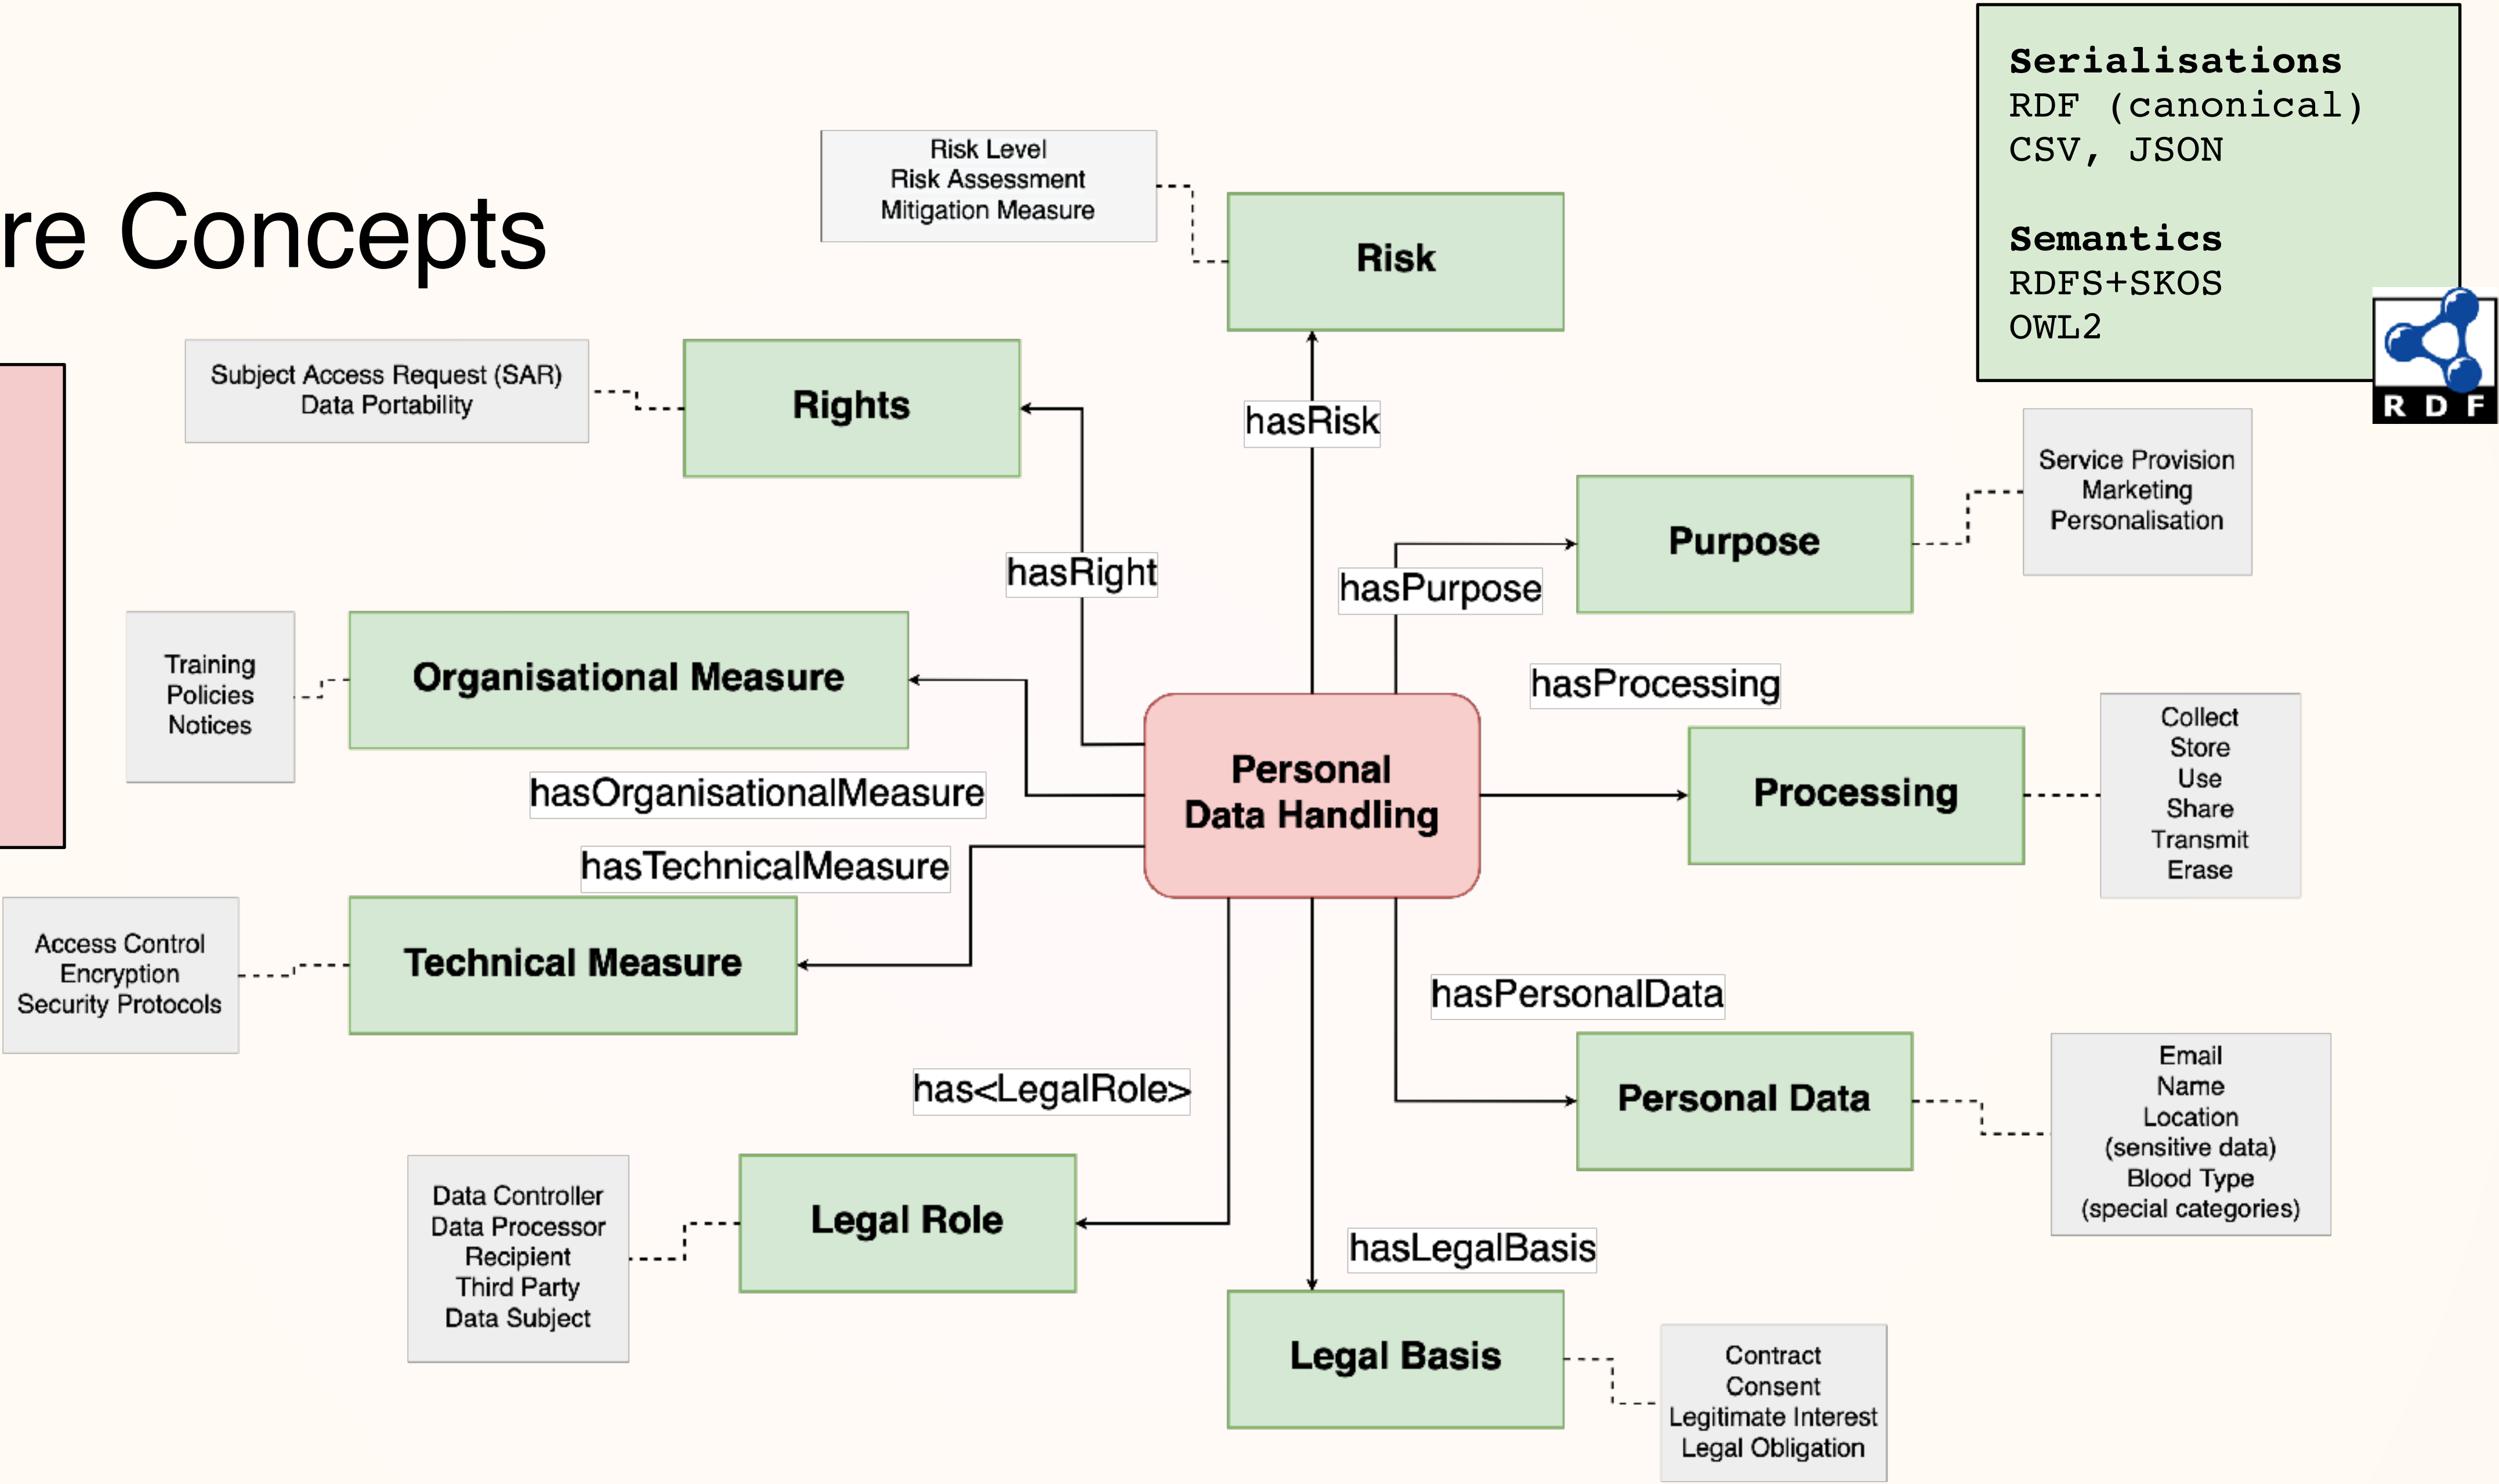 re Concepts
Serialisations
RDF (canonical)
CSV, JSON
Semantics
RDFS+SKOS
OWL2
R D F
Risk Level
Risk Assessment
Mitigation Measure
Risk
hasRisk
Subject Access Request (SAR)
Data Portability
Rights
hasRight
Service Provision
Marketing
Personalisation
Purpose
hasPurpose
Training
Policies
Notices
Organisational Measure
hasOrganisationalMeasure
hasProcessing
Processing
Collect
Store
Use
Share
Transmit
Erase
Personal
Data Handling
hasTechnicalMeasure
Access Control
Encryption
Security Protocols
Technical Measure
hasPersonalData
Personal Data
Email
Name
Location
(sensitive data)
Blood Type
(special categories)
has<LegalRole>
Data Controller
Data Processor
Recipient
Third Party
Data Subject
Legal Role
hasLegalBasis
Legal Basis
Contract
Consent
Legitimate Interest
Legal Obligation